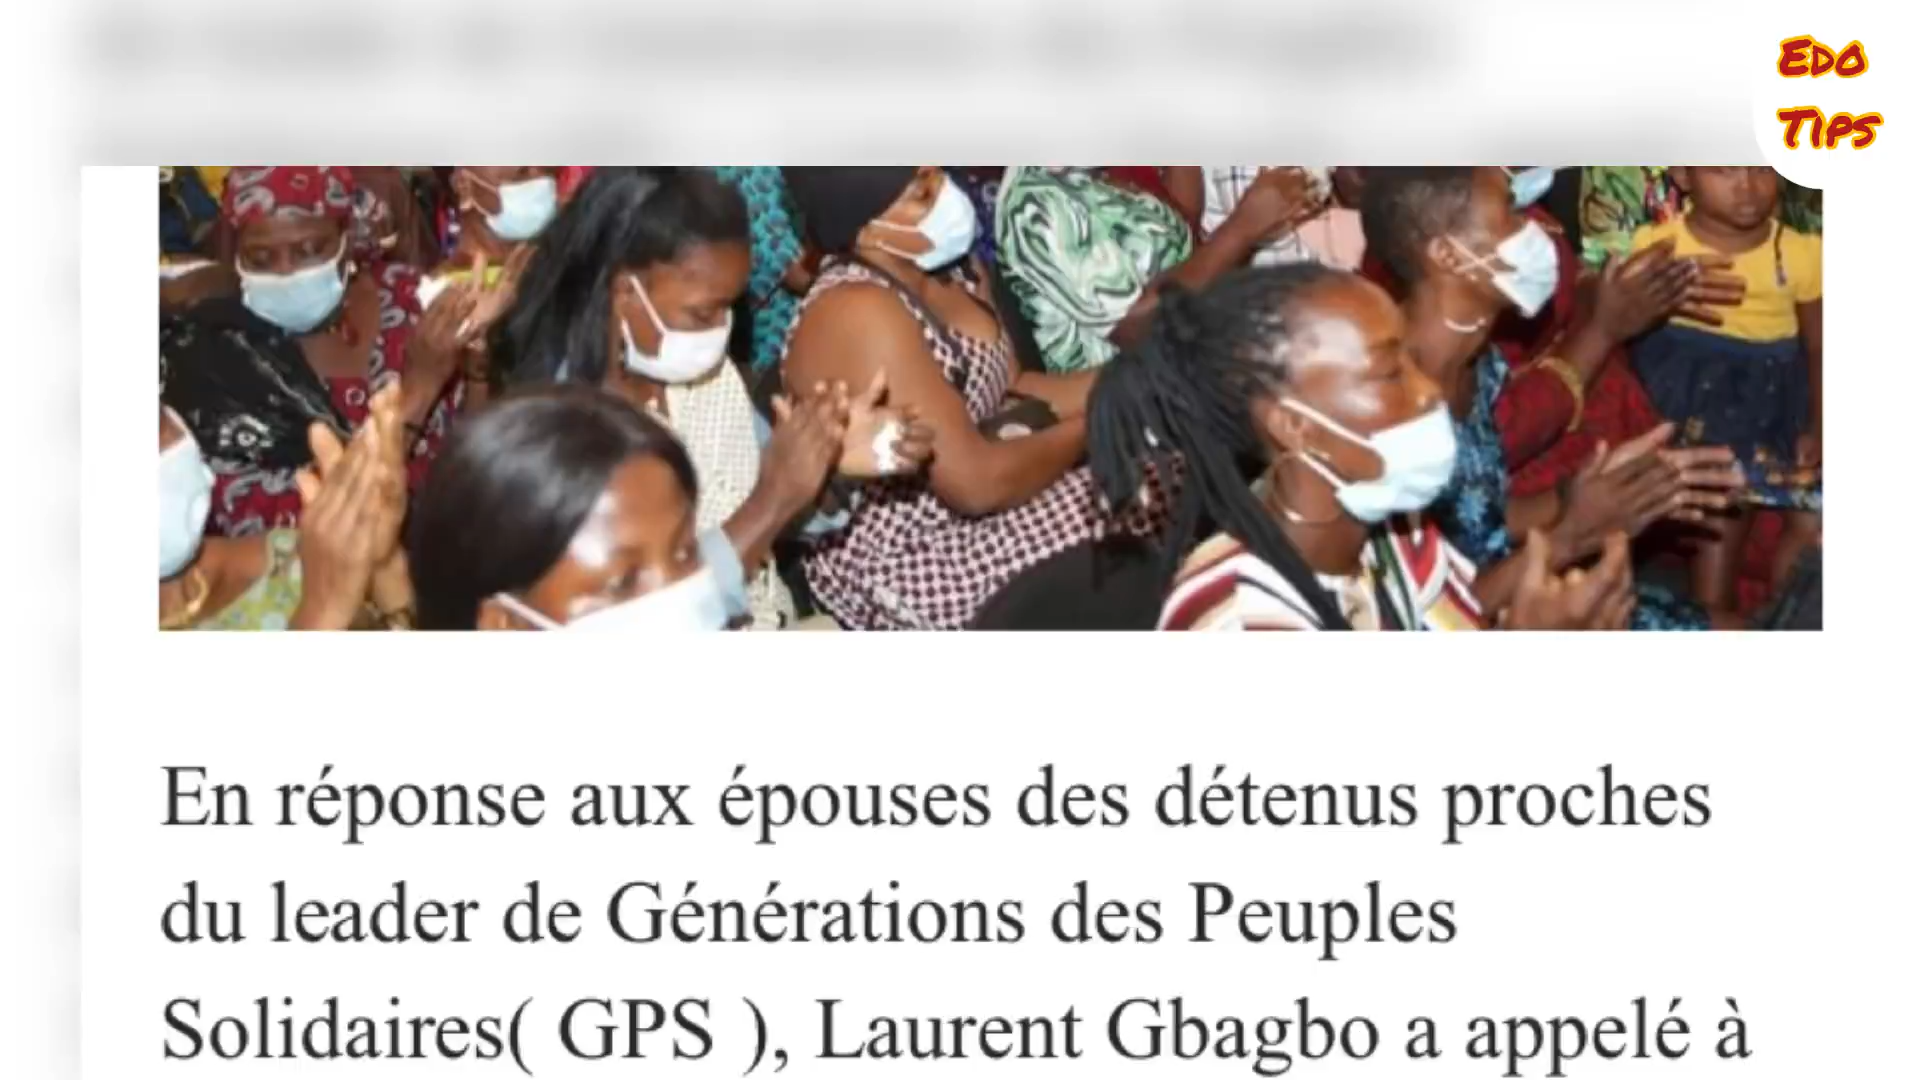 EDO
TIPS
En réponse aux épouses des détenus proches
du leader de Générations des Peuples
Solidaires( GPS ), Laurent Gbagbo a appelé à